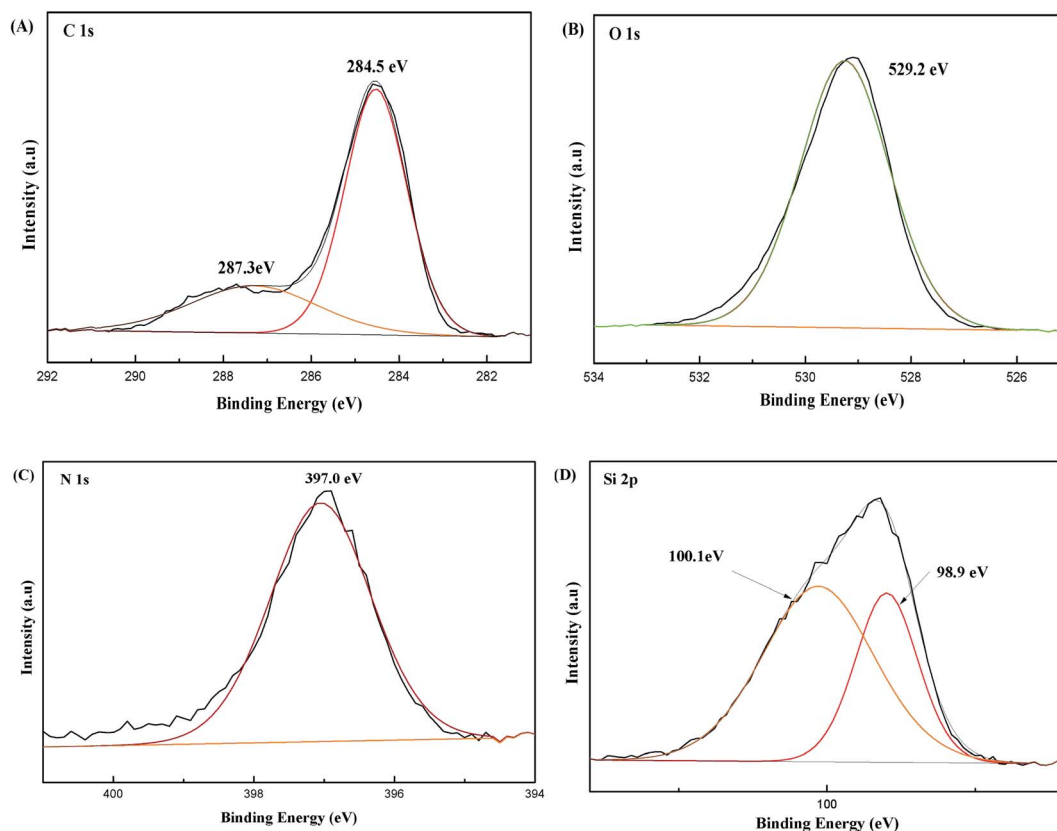 (A)
C 1s
284.5 eV
287.3eV
Intensity (a.u)
292
290
288
286
284
282
Binding Energy (eV)
(B)
O 1s
529.2 eV
Intensity (a.u)
534
532
530
528
526
Binding Energy (eV)
(C)
N 1s
397.0 eV
Intensity (a.u)
400
398
396
394
Binding Energy (eV)
(D)
Si 2p
100.1eV
98.9 eV
Intensity (a.u)
100
Binding Energy (eV)